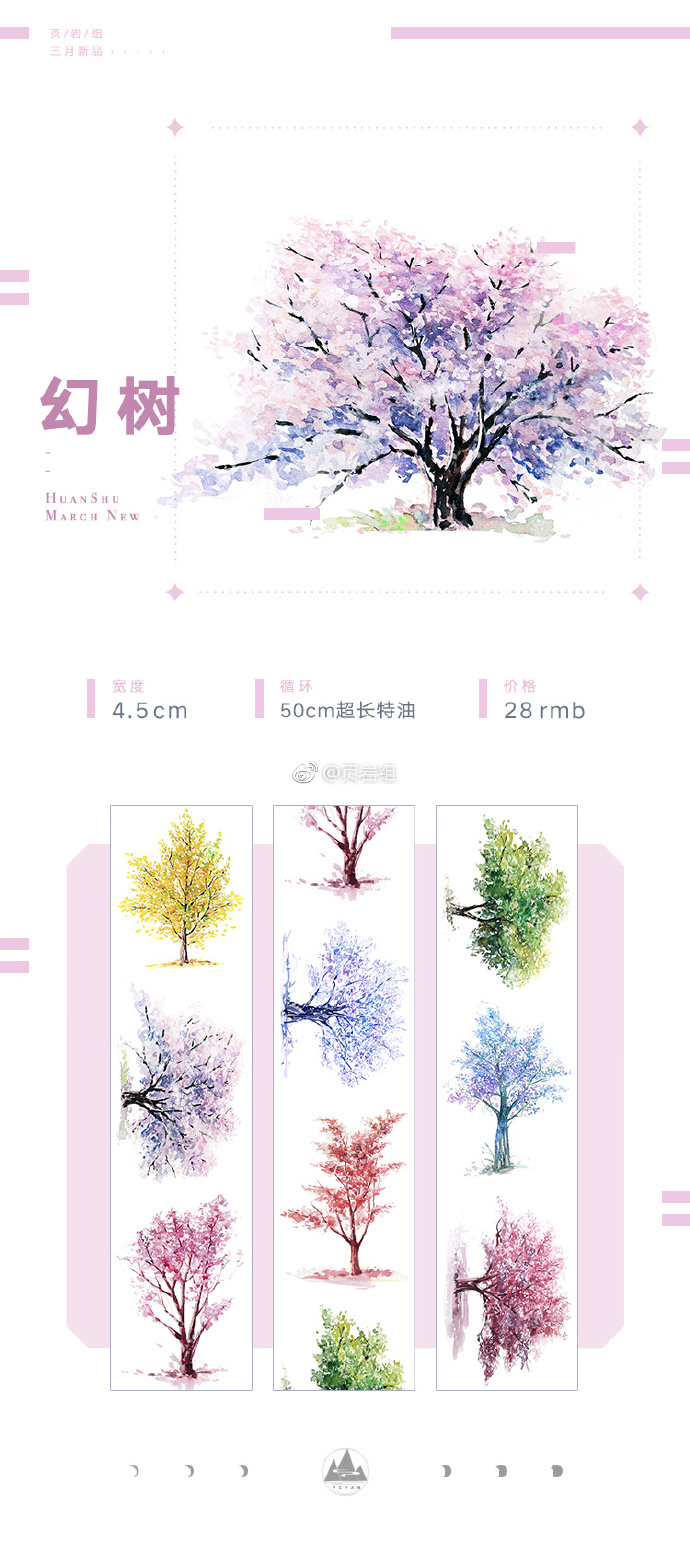 页/岩/组
三月新品 · · · · ·
幻树
HuanShu
March New
宽度
4.5cm
循环
50cm超长特油
价格
28 rmb
@页岩组
YEYAN